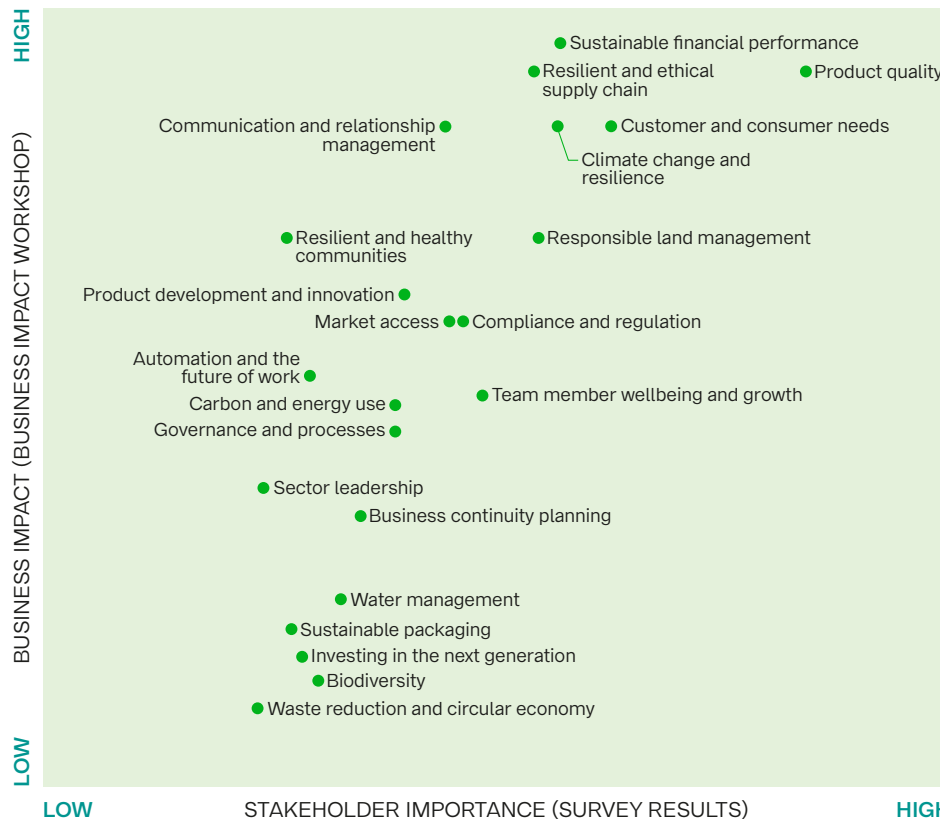 HIGH
Sustainable financial performance
Resilient and ethical
supply chain
Product quality
Communication and relationship
management
Customer and consumer needs
Climate change and
resilience
Resilient and healthy
communities
Responsible land management
Product development and innovation
Market access
Compliance and regulation
Automation and the
future of work
Team member wellbeing and growth
Carbon and energy use
Governance and processes
Sector leadership
Business continuity planning
Water management
Sustainable packaging
Investing in the next generation
Biodiversity
Waste reduction and circular economy
BUSINESS IMPACT (BUSINESS IMPACT WORKSHOP)
LOW
LOW
STAKEHOLDER IMPORTANCE (SURVEY RESULTS)
HIGH